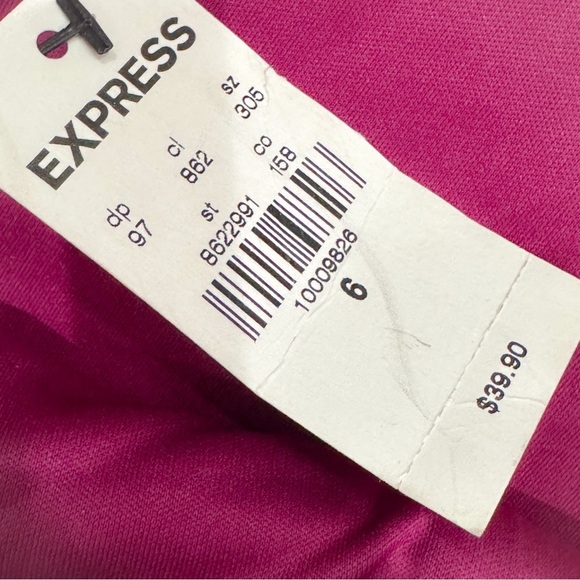 EXPRESS
dp cl sz
97 862 305
st co
8622991 158
10009826
6
$39.90